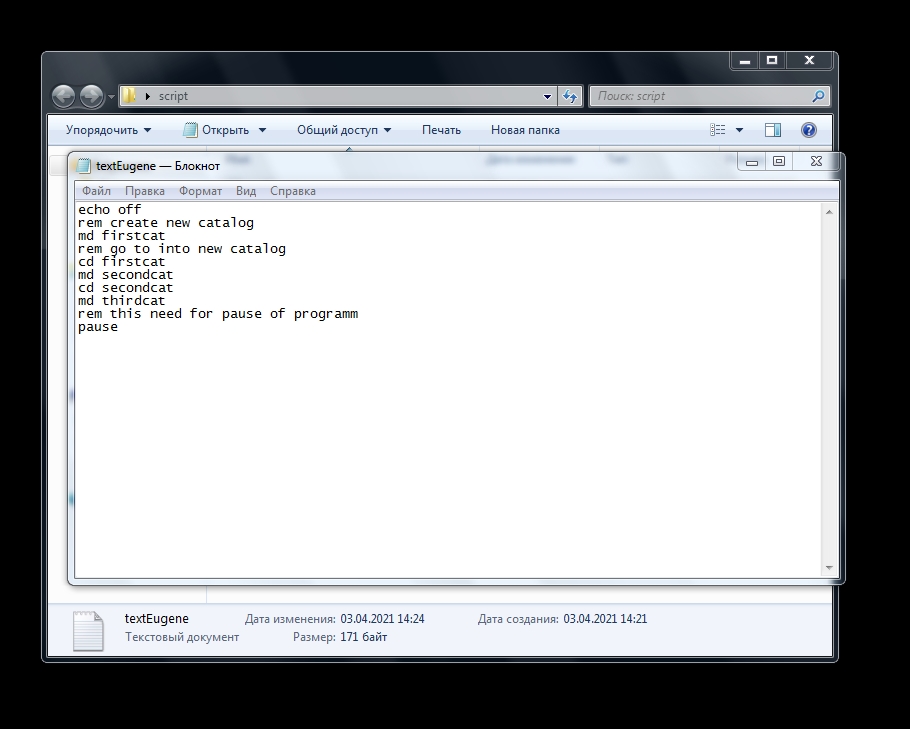 script
Поиск: script
Упорядочить
Открыть
Общий доступ
Печать
Новая папка
textEugene — Блокнот
Файл Правка Формат Вид Справка
echo off
rem create new catalog
md firstcat
rem go to into new catalog
cd firstcat
md secondcat
cd secondcat
md thirdcat
rem this need for pause of programm
pause
textEugene Дата изменения: 03.04.2021 14:24 Дата создания: 03.04.2021 14:21
Текстовый документ Размер: 171 байт